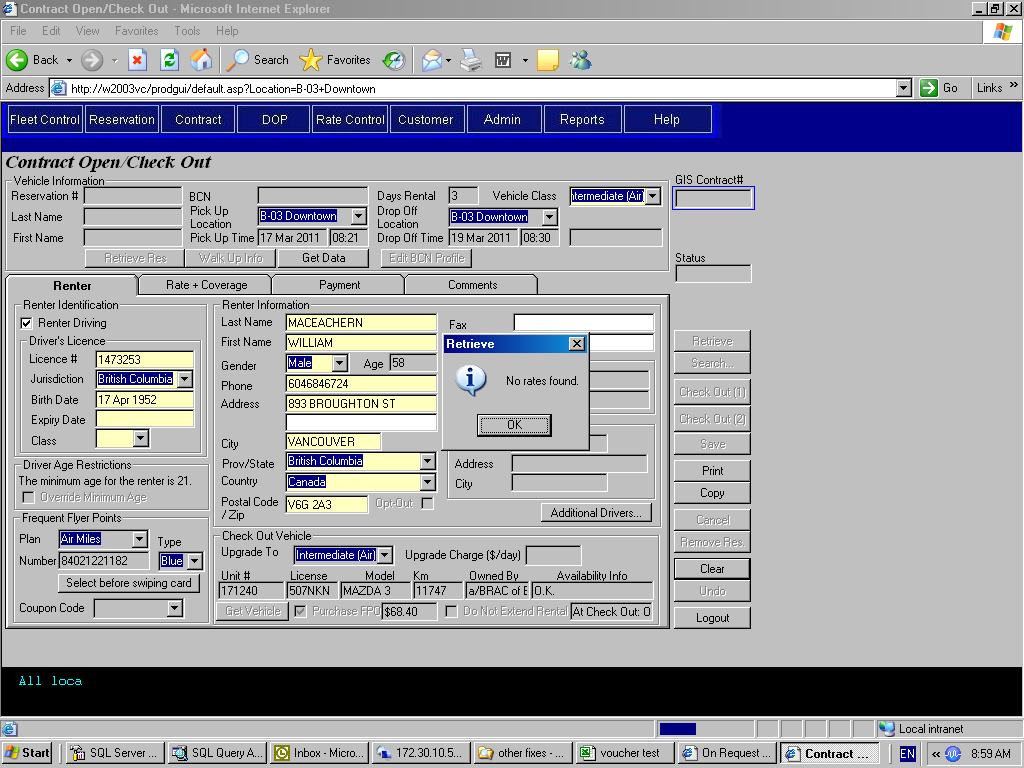 Contract Open/Check Out - Microsoft Internet Explorer
File Edit View Favorites Tools Help
Back Search Favorites
Address http://w2003vc/prodgui/default.asp?Location=B-03+Downtown Go Links »
Fleet Control Reservation Contract DOP Rate Control Customer Admin Reports Help
Contract Open/Check Out
Vehicle Information
GIS Contract#
Reservation # BCN Days Rental 3 Vehicle Class ntermediate (Air)
Last Name Pick Up Location B-03 Downtown Drop Off Location B-03 Downtown
First Name Pick Up Time 17 Mar 2011 08:21 Drop Off Time 19 Mar 2011 08:30
Retrieve Res Walk Up Info Get Data Edit BCN Profile
Status
Renter Rate + Coverage Payment Comments
Renter Identification
Renter Driving
Driver's Licence
Licence # 1473253
Jurisdiction British Columbia
Birth Date 17 Apr 1952
Expiry Date
Class
Driver Age Restrictions
The minimum age for the renter is 21.
Override Minimum Age
Frequent Flyer Points
Plan Air Miles Type
Number 84021221182 Blue
Select before swiping card
Coupon Code
Renter Information
Last Name MACEACHERN Fax
First Name WILLIAM
Gender Male Age 58
Phone 6046846724
Address 893 BROUGHTON ST
City VANCOUVER
Prov/State British Columbia
Country Canada
Postal Code / Zip V6G 2A3 Opt-Out
Address
City
Additional Drivers...
Retrieve
No rates found.
OK
Check Out Vehicle
Upgrade To Intermediate (Air) Upgrade Charge ($/day)
Unit # License Model Km Owned By Availability Info
171240 507NKN MAZDA 3 11747 a/BRAC of E O.K.
Get Vehicle Purchase FPO $68.40 Do Not Extend Rental At Check Out: O
Retrieve
Search...
Check Out (1)
Check Out (2)
Save
Print
Copy
Cancel
Remove Res
Clear
Undo
Logout
All loca
Local intranet
Start SQL Server ... SQL Query A... Inbox - Micro... 172.30.10.5... other fixes - ... voucher test On Request ... Contract ... EN « 8:59 AM